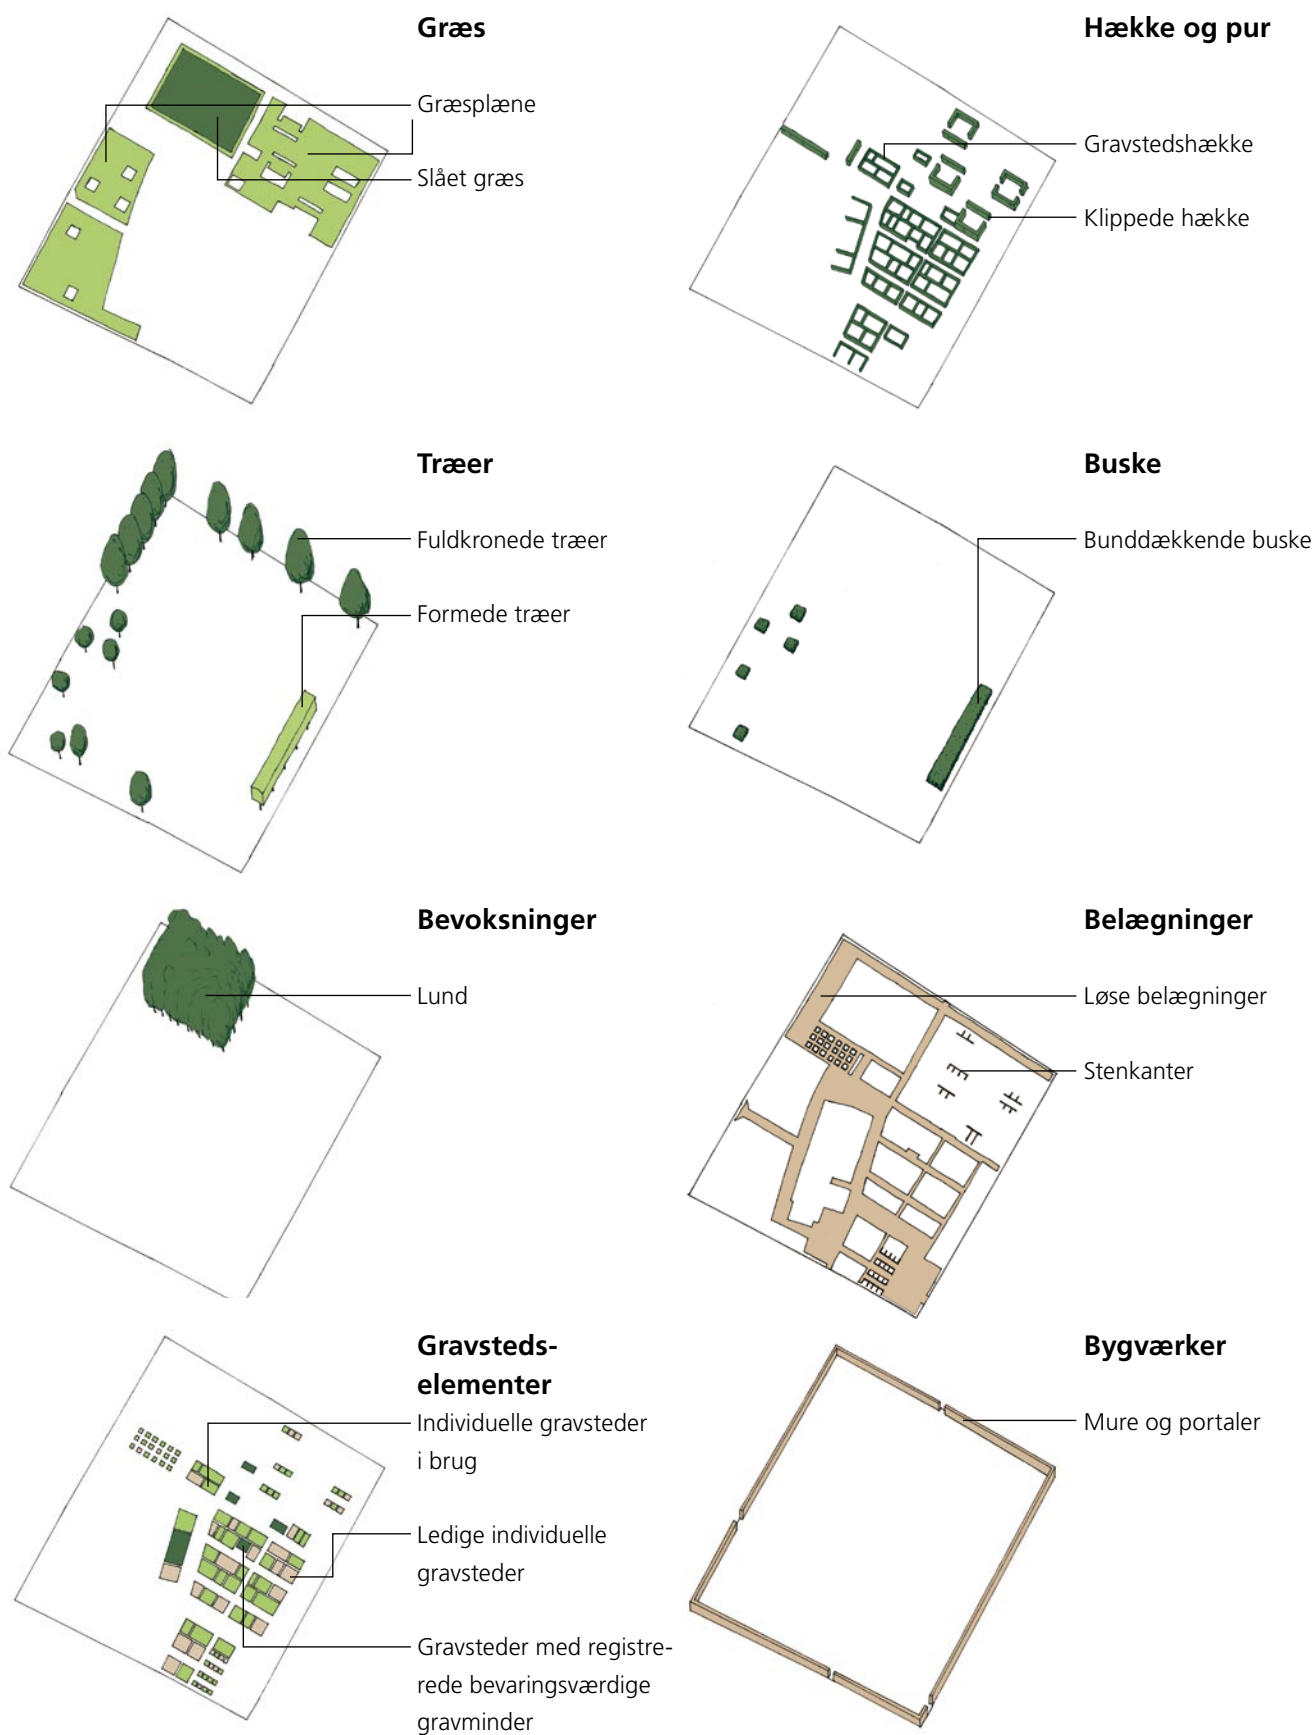 Græs
Græsplæne
Slået græs
Hække og pur
Gravstedshække
Klippede hække
Træer
Fuldkronede træer
Formede træer
Buske
Bunddækkende buske
Bevoksninger
Lund
Belægninger
Løse belægninger
Stenkanter
Gravsteds-
elementer
Individuelle gravsteder
i brug
Ledige individuelle
gravsteder
Gravsteder med registre-
rede bevaringsværdige
gravminder
Bygværker
Mure og portaler